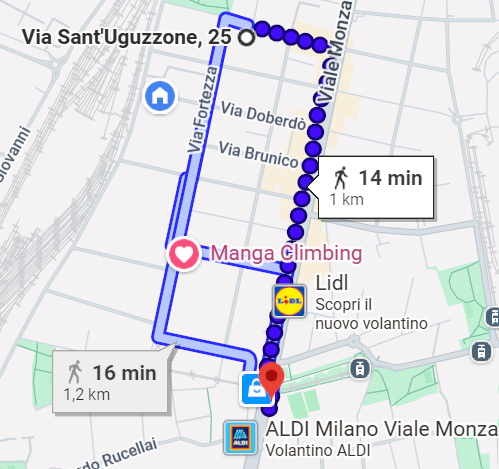 Via Sant'Uguzzone, 25
Viale Monza
Via Fortezza
Via Doberdò
Via Brunico
Giovanni
14 min
1 km
Manga Climbing
LIDL
Lidl
Scopri il
nuovo volantino
16 min
1,2 km
ALDI
ALDI Milano Viale Monza
Volantino ALDI
rdo Rucellai